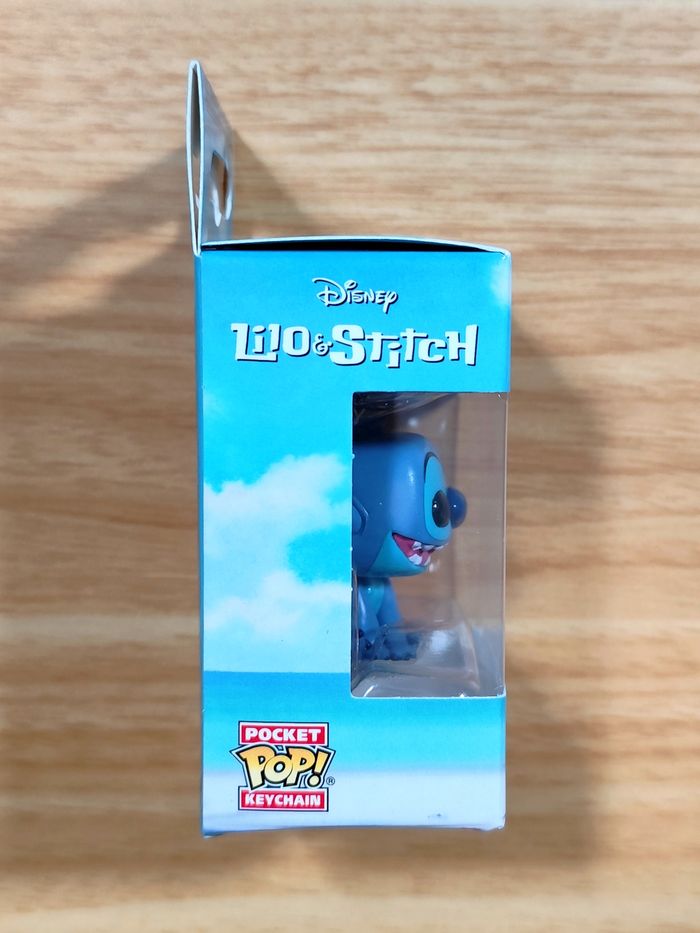 Disney
Lilo & Stitch
POCKET
POP!®
KEYCHAIN